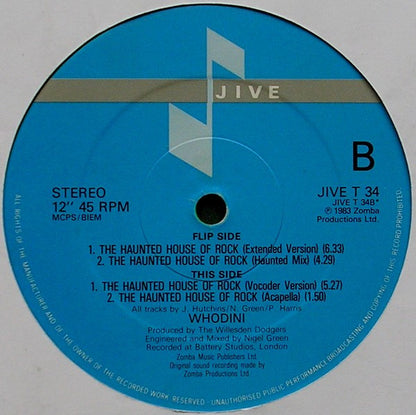 JIVE
B
STEREO
12" 45 RPM
MCPS/BIEM
JIVE T 34
JIVE T 34B*
℗ 1983 Zomba
Productions Ltd.
FLIP SIDE
1. THE HAUNTED HOUSE OF ROCK (Extended Version) (6.33)
2. THE HAUNTED HOUSE OF ROCK (Haunted Mix) (4.29)
THIS SIDE
1. THE HAUNTED HOUSE OF ROCK (Vocoder Version) (5.27)
2. THE HAUNTED HOUSE OF ROCK (Acapella) (1.50)
All tracks by J. Hutchins/N. Green/P. Harris
WHODINI
Produced by The Willesden Dodgers
Engineered and Mixed by Nigel Green
Recorded at Battery Studios, London
Zomba Music Publishers Ltd.
Original sound recording made by
Zomba Productions Ltd.
ALL RIGHTS OF THE MANUFACTURER AND OF THE OWNER OF THE RECORDED WORK RESERVED - UNAUTHORISED PUBLIC PERFORMANCE BROADCASTING AND COPYING OF THIS RECORD PROHIBITED.